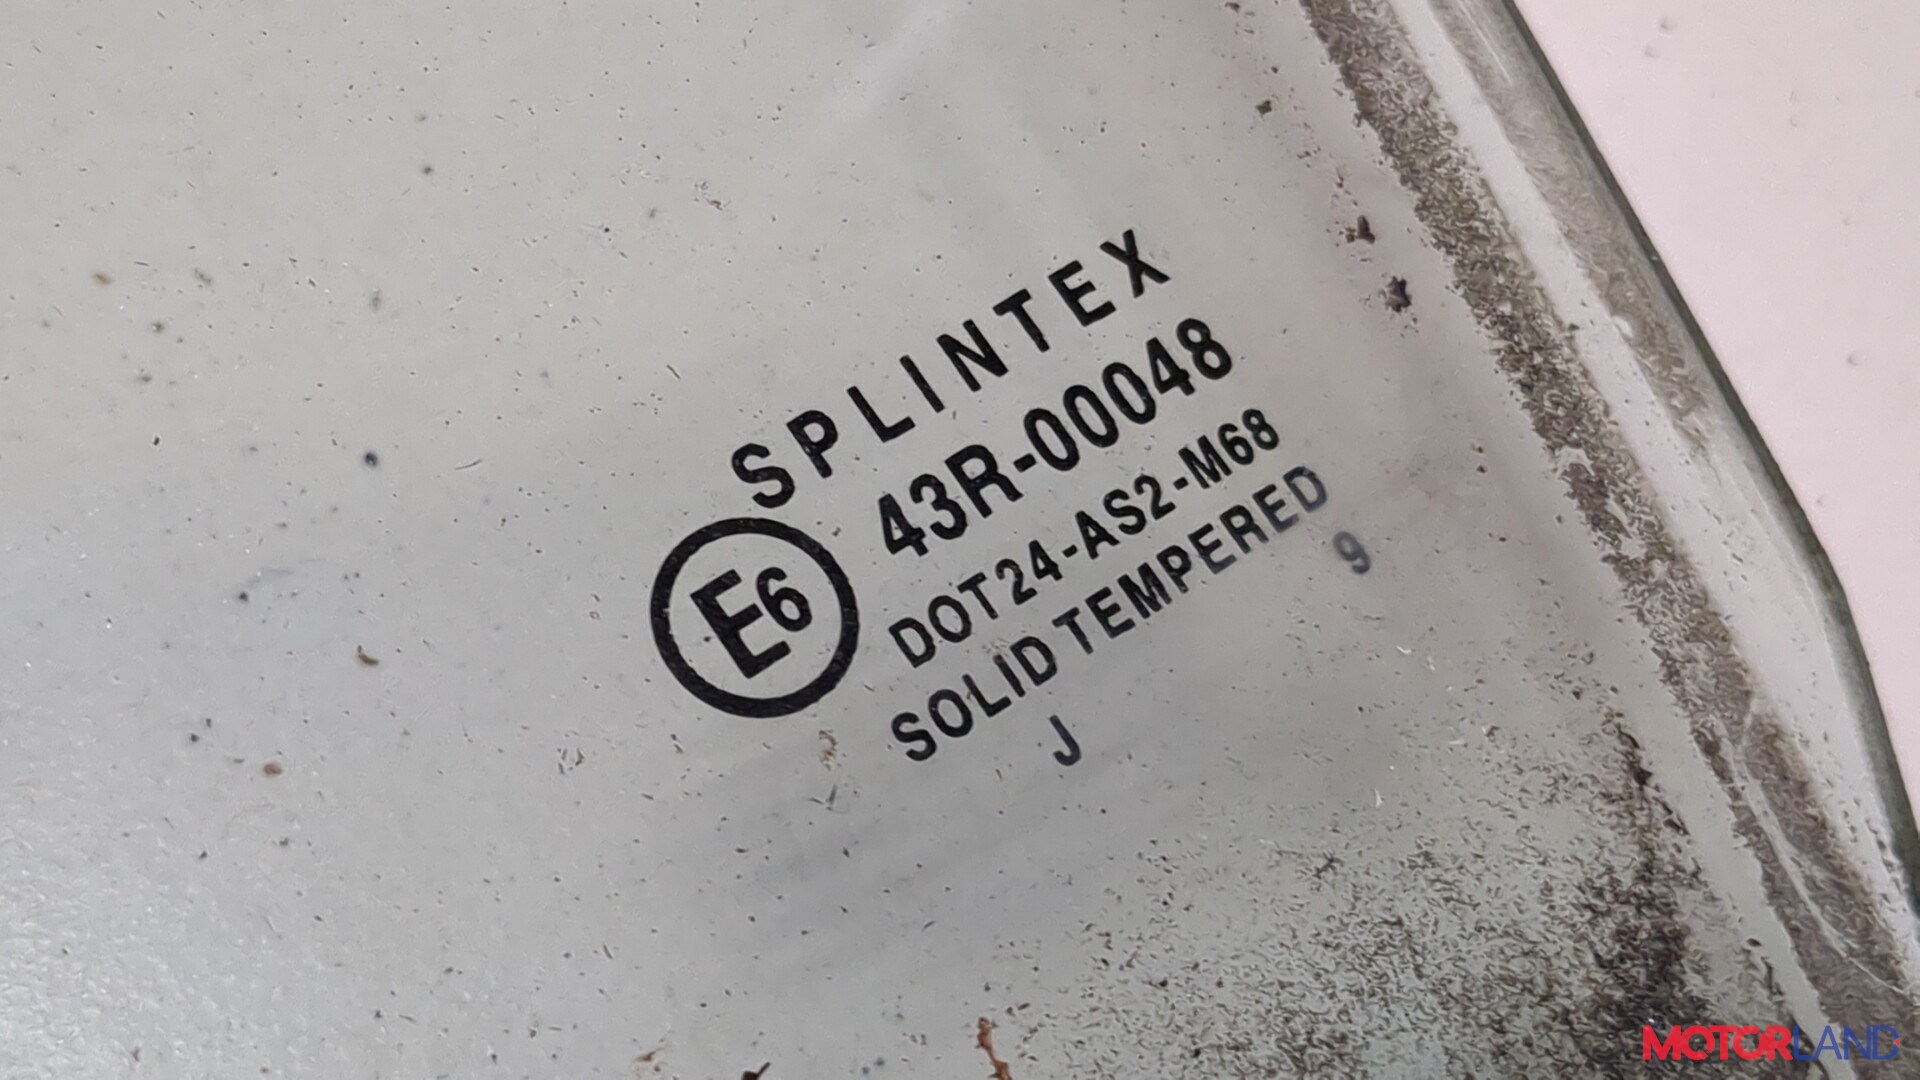 SPLINTEX
43R-00048
E6
DOT24-AS2-M68
SOLID TEMPERED
J 9
MOTORLAND